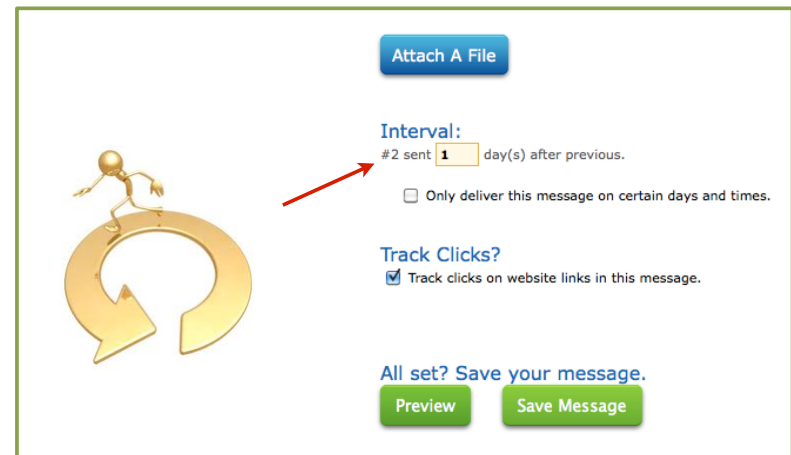 Attach A File
Interval:
#2 sent 1 day(s) after previous.
Only deliver this message on certain days and times.
Track Clicks?
Track clicks on website links in this message.
All set? Save your message.
Preview Save Message